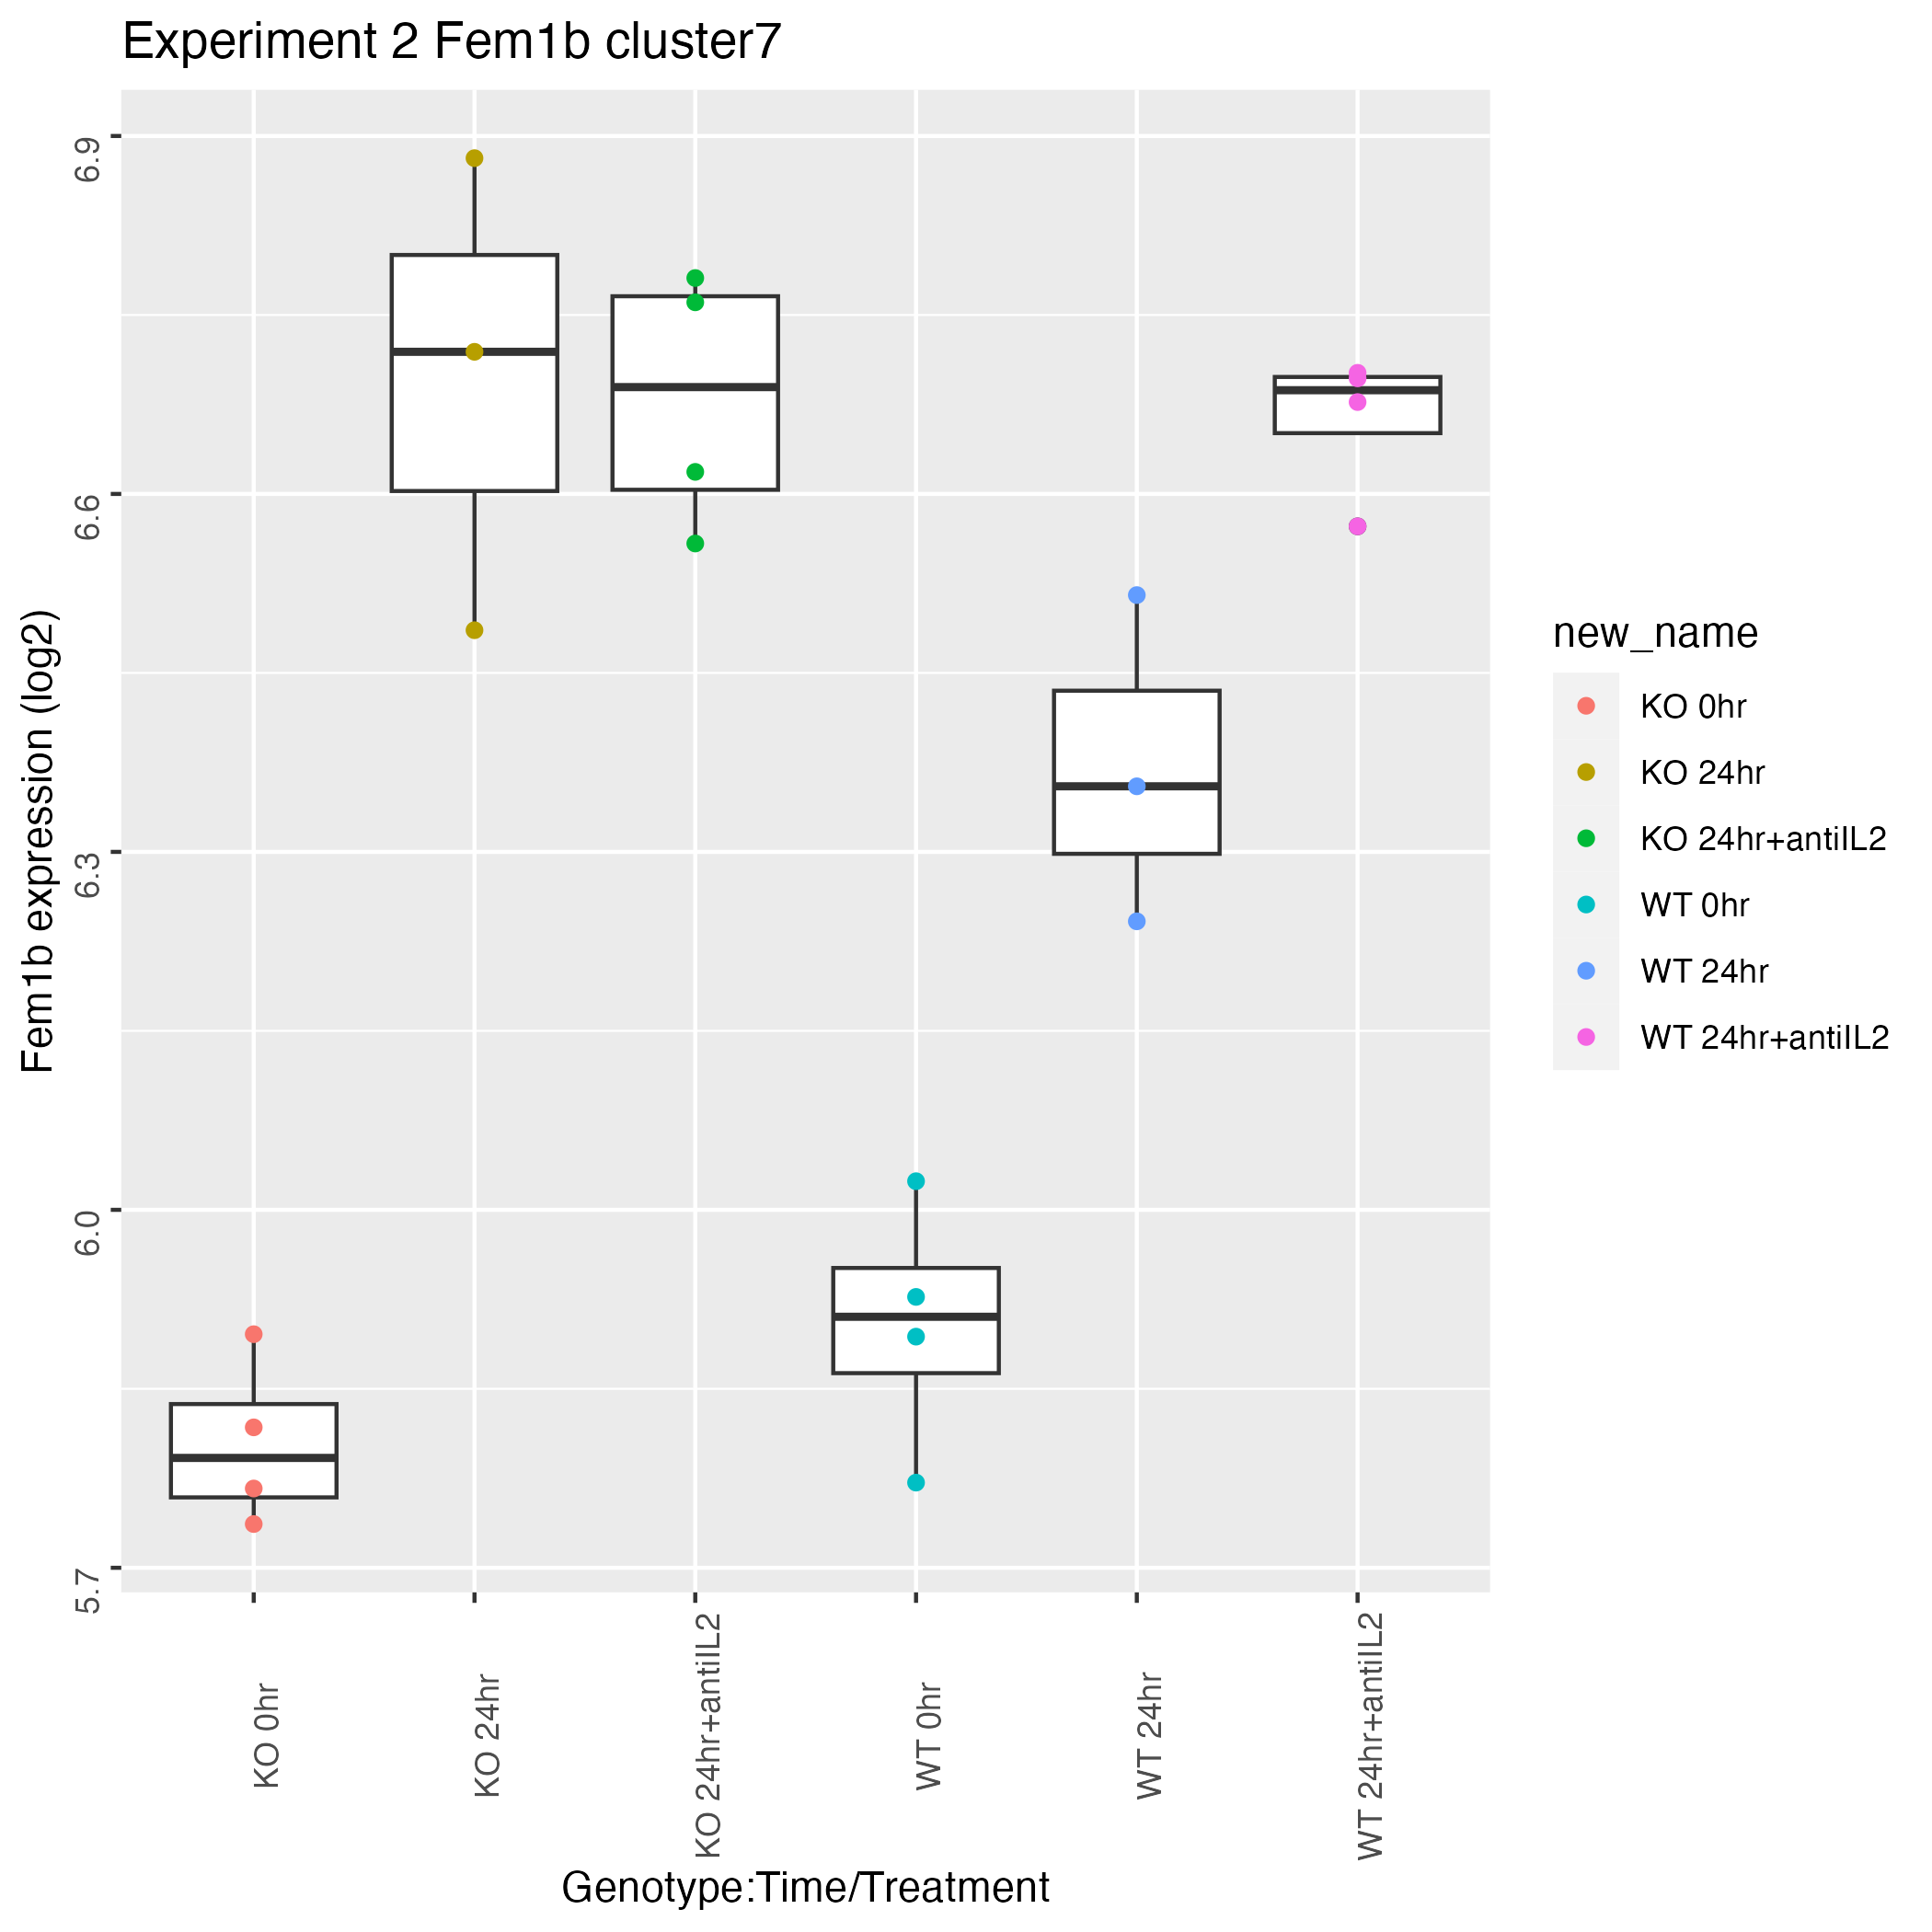 Experiment 2 Fem1b cluster7
Fem1b expression (log2)
6.9
6.6
6.3
6.0
5.7
KO 0hr
KO 24hr
KO 24hr+antiIL2
WT 0hr
WT 24hr
WT 24hr+antiIL2
Genotype:Time/Treatment
new_name
KO 0hr
KO 24hr
KO 24hr+antiIL2
WT 0hr
WT 24hr
WT 24hr+antiIL2